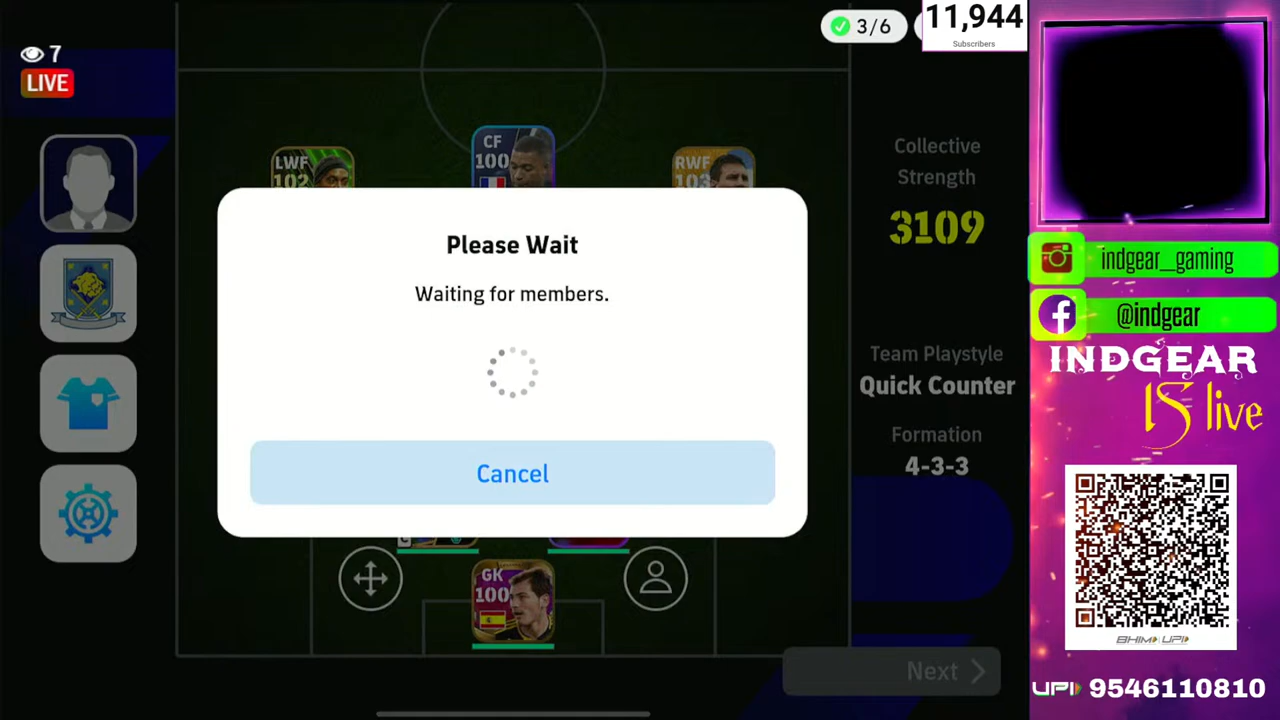 7
LIVE
3/6
11,944
Subscribers
LWF
102
CF
100
RWF
103
Please Wait
Waiting for members.
Cancel
Collective
Strength
3109
Team Playstyle
Quick Counter
Formation
4-3-3
GK
100
Next
indgear_gaming
@indgear
INDGEAR
IS live
BHIM UPI
UPI 9546110810